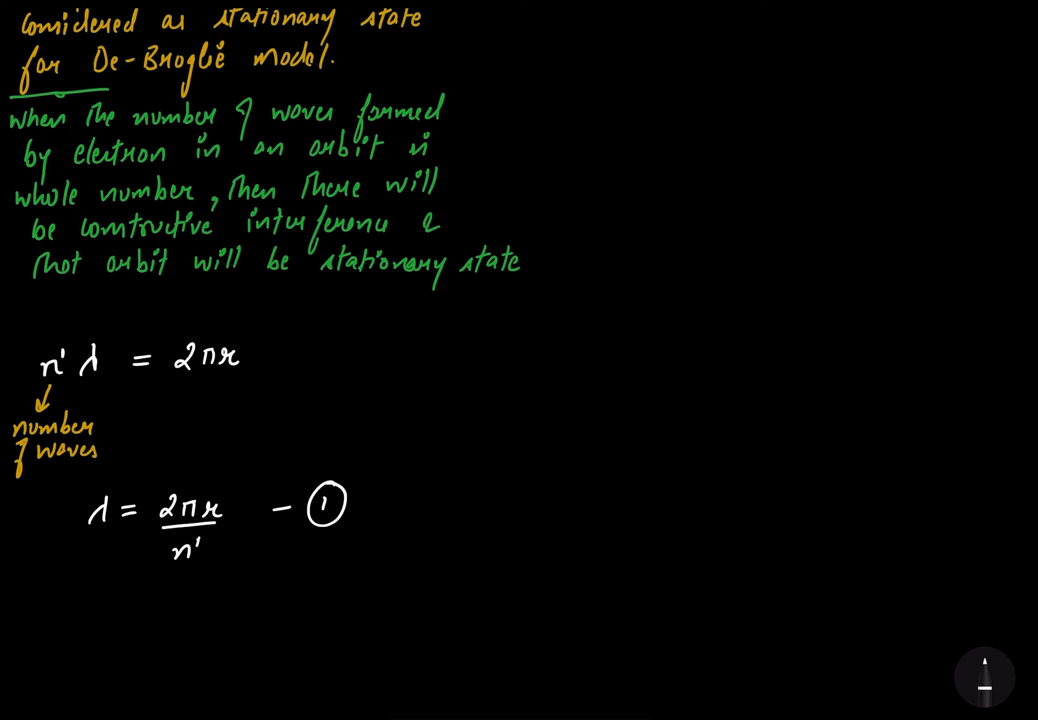 Considered as stationary state
for De-Broglie model.
when the number of waves formed
by electron in an orbit is
whole number, then there will
be constructive interference &
that orbit will be stationary state
n'λ = 2πr
number
of waves
λ = 2πr/n' - ①